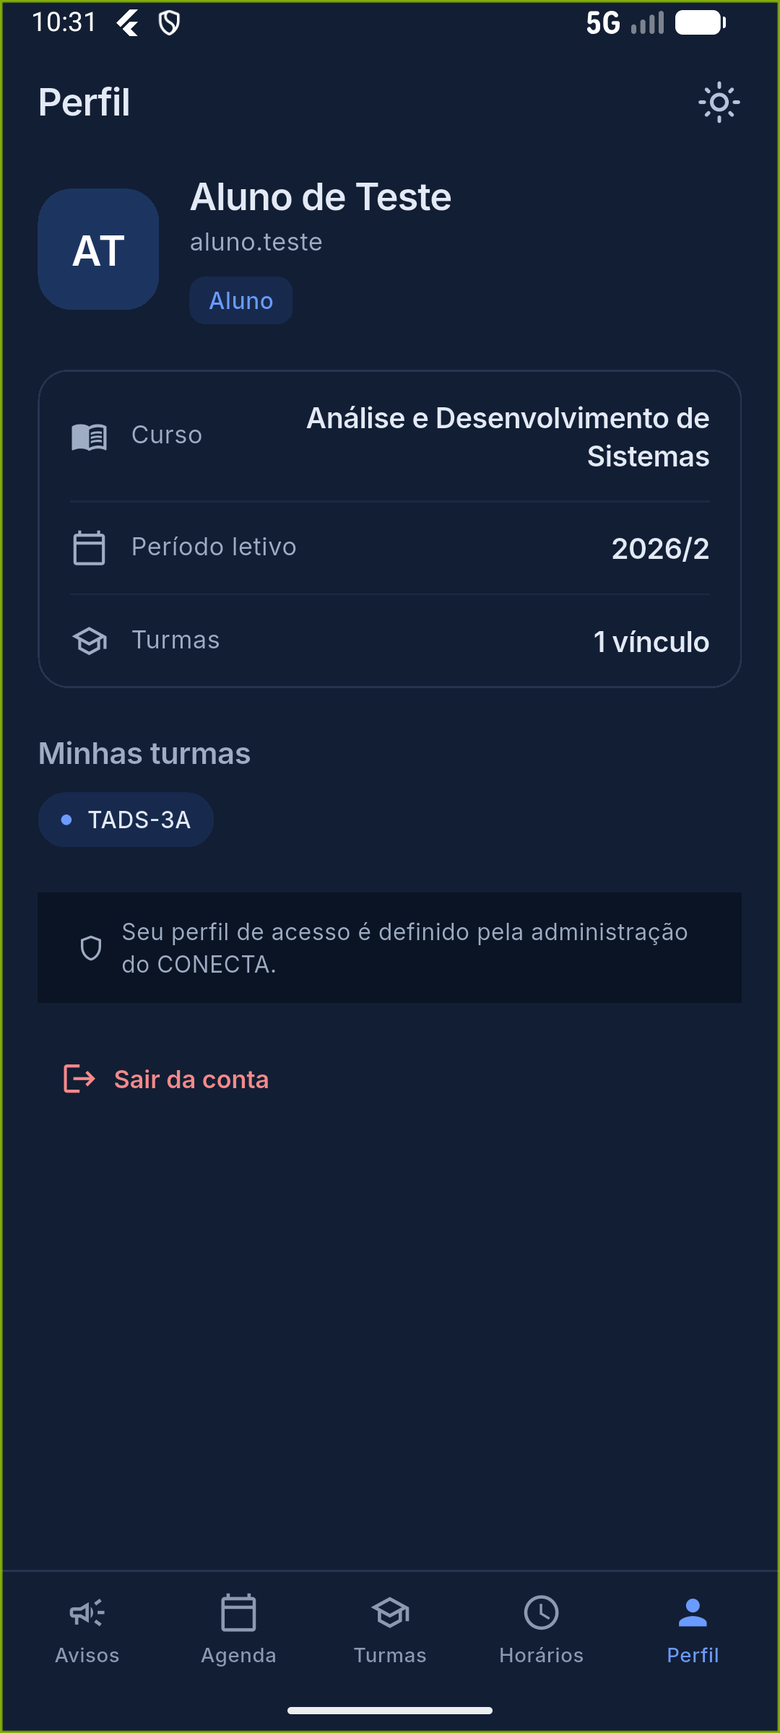 10:31
5G
Perfil
AT
Aluno de Teste
aluno.teste
Aluno
Curso
Análise e Desenvolvimento de
Sistemas
Período letivo
2026/2
Turmas
1 vínculo
Minhas turmas
TADS-3A
Seu perfil de acesso é definido pela administração
do CONECTA.
Sair da conta
Avisos
Agenda
Turmas
Horários
Perfil